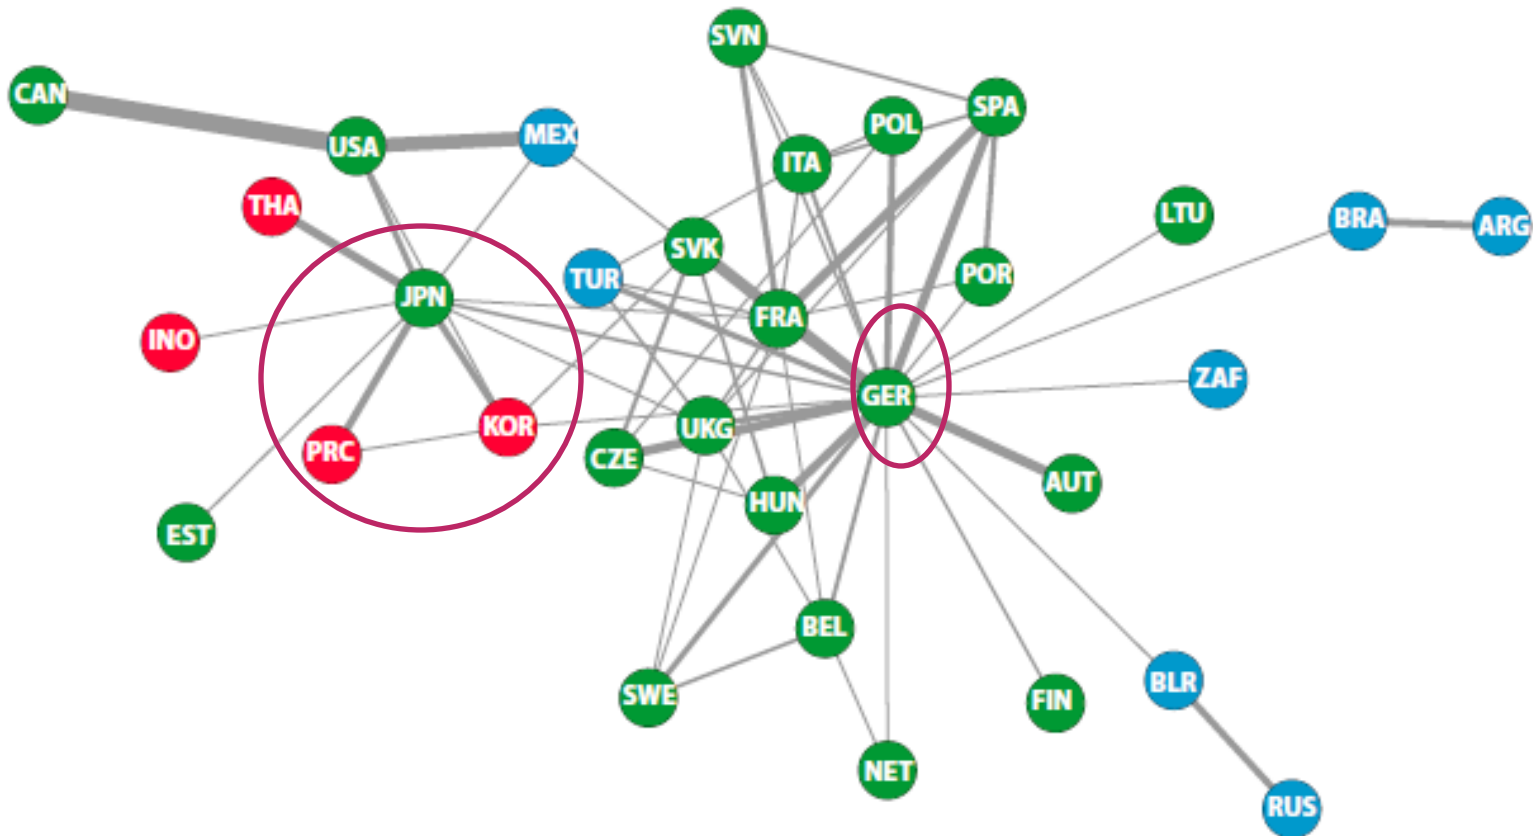 SVN
CAN
SPA
POL
MEX
USA
ITA
THA
LTU
BRA
ARG
SVK
TUR
POR
JPN
FRA
INO
ZAF
GER
KOR
UKG
PRC
CZE
AUT
HUN
EST
BEL
BLR
SWE
FIN
NET
RUS